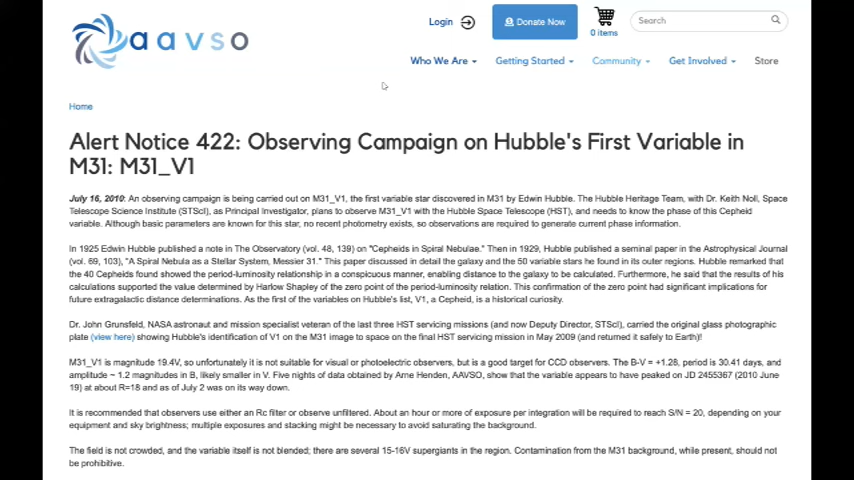 aavso
Login
Donate Now
0 items
Search
Who We Are
Getting Started
Community
Get Involved
Store
Home
Alert Notice 422: Observing Campaign on Hubble's First Variable in
M31: M31_V1
July 16, 2010: An observing campaign is being carried out on M31_V1, the first variable star discovered in M31 by Edwin Hubble. The Hubble Heritage Team, with Dr. Keith Noll, Space
Telescope Science Institute (STScI), as Principal Investigator, plans to observe M31_V1 with the Hubble Space Telescope (HST), and needs to know the phase of this Cepheid
variable. Although basic parameters are known for this star, no recent photometry exists, so observations are required to generate current phase information.
In 1925 Edwin Hubble published a note in The Observatory (vol. 48, 139) on "Cepheids in Spiral Nebulae." Then in 1929, Hubble published a seminal paper in the Astrophysical Journal
(vol. 69, 103), "A Spiral Nebula as a Stellar System, Messier 31." This paper discussed in detail the galaxy and the 50 variable stars he found in its outer regions. Hubble remarked that
the 40 Cepheids found showed the period-luminosity relationship in a conspicuous manner, enabling distance to the galaxy to be calculated. Furthermore, he said that the results of his
calculations supported the value determined by Harlow Shapley of the zero point of the period-luminosity relation. This confirmation of the zero point had significant implications for
future extragalactic distance determinations. As the first of the variables on Hubble's list, V1, a Cepheid, is a historical curiosity.
Dr. John Grunsfeld, NASA astronaut and mission specialist veteran of the last three HST servicing missions (and now Deputy Director, STScI), carried the original glass photographic
plate (view here) showing Hubble's identification of V1 on the M31 image to space on the final HST servicing mission in May 2009 (and returned it safely to Earth)!
M31_V1 is magnitude 19.4V, so unfortunately it is not suitable for visual or photoelectric observers, but is a good target for CCD observers. The B-V = +1.28, period is 30.41 days, and
amplitude ~ 1.2 magnitudes in B, likely smaller in V. Five nights of data obtained by Arne Henden, AAVSO, show that the variable appears to have peaked on JD 2455367 (2010 June
19) at about R=18 and as of July 2 was on its way down.
It is recommended that observers use either an Rc filter or observe unfiltered. About an hour or more of exposure per integration will be required to reach S/N = 20, depending on your
equipment and sky brightness; multiple exposures and stacking might be necessary to avoid saturating the background.
The field is not crowded, and the variable itself is not blended; there are several 15-16V supergiants in the region. Contamination from the M31 background, while present, should not
be prohibitive.